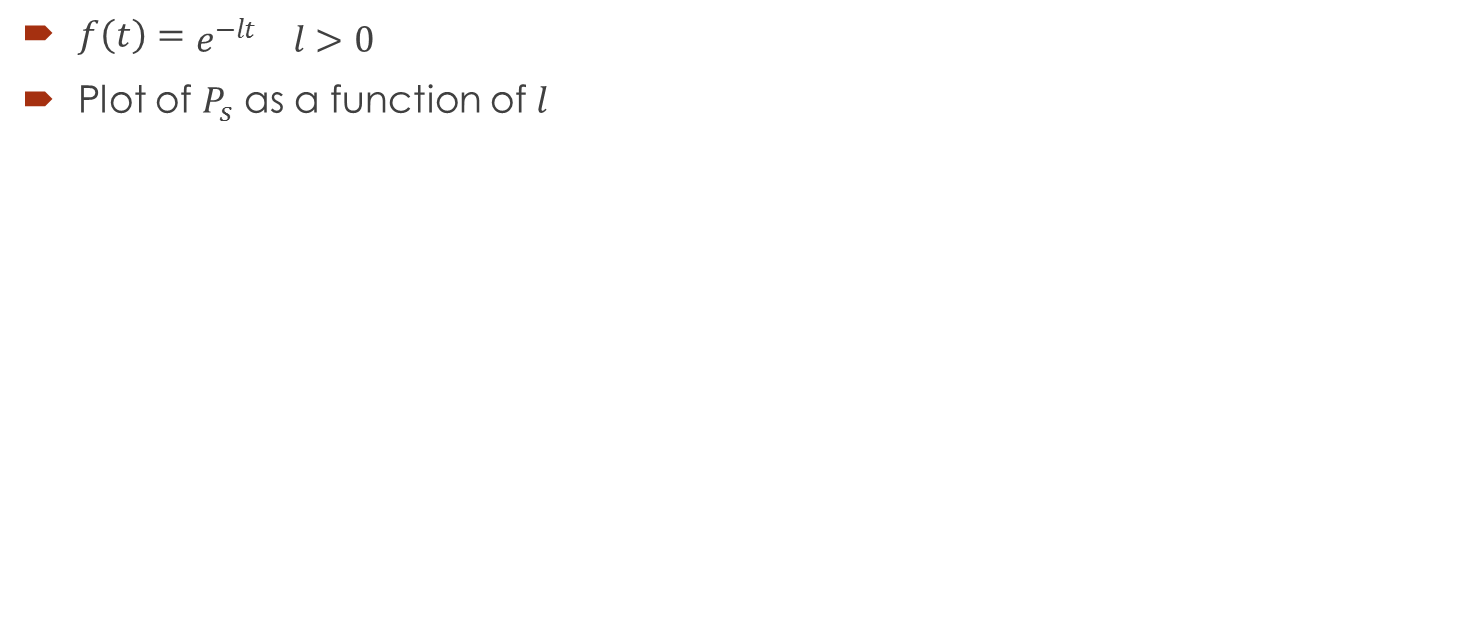 f(t) = e^{-lt} l > 0
Plot of P_s as a function of l